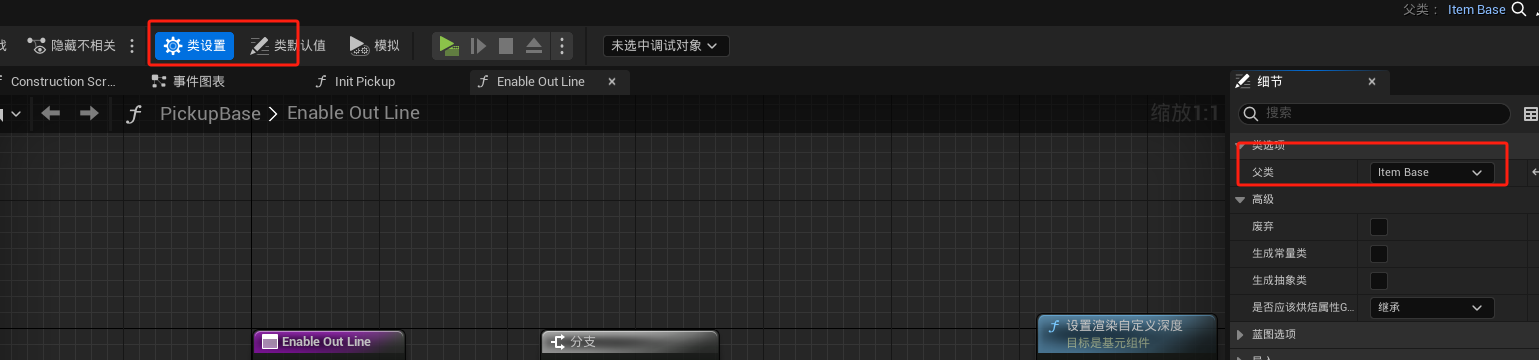 父类： Item Base
隐藏不相关
类设置
类默认值
模拟
未选中调试对象
Construction Scr...
事件图表
Init Pickup
Enable Out Line
细节
PickupBase > Enable Out Line
缩放1:1
搜索
类选项
父类
Item Base
高级
废弃
生成常量类
生成抽象类
是否应该烘焙属性G...
继承
蓝图选项
Enable Out Line
分支
设置渲染自定义深度
目标是基元组件